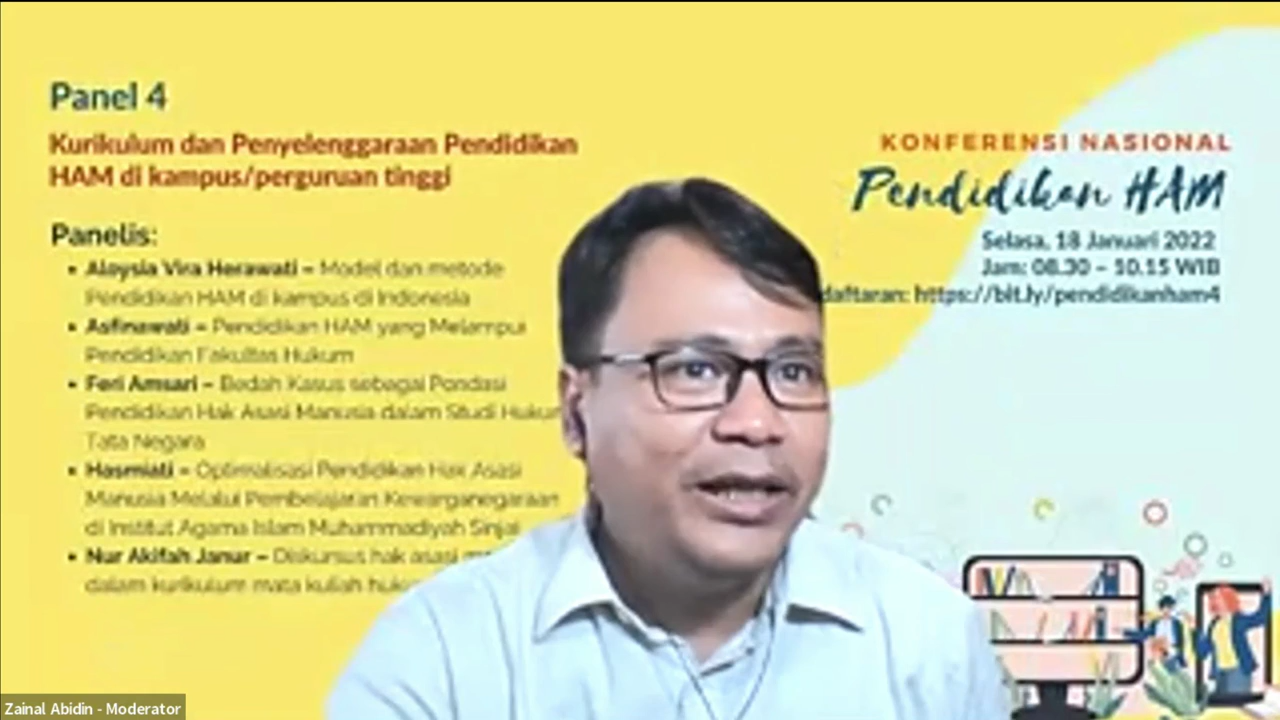 Panel 4
Kurikulum dan Penyelenggaraan Pendidikan
HAM di kampus/perguruan tinggi
Panelis:
• Aloysia Vira Herawati – Model dan metode
Pendidikan HAM di kampus di Indonesia
• Asfinawati – Pendidikan HAM yang Melampui
Pendidikan Fakultas Hukum
• Feri Amsari – Bedah Kasus sebagai Pondasi
Pendidikan Hak Asasi Manusia dalam Studi Hukum
Tata Negara
• Hasmiati – Optimalisasi Pendidikan Hak Asasi
Manusia Melalui Pembelajaran Kewarganegaraan
di Institut Agama Islam Muhammadiyah Sinjai
• Nur Akifah Janur – Diskursus hak asasi
dalam kurikulum mata kuliah
KONFERENSI NASIONAL
Pendidikan HAM
Selasa, 18 Januari 2022
Jam: 08.30 – 10.15 WIB
daftaran: https://bit.ly/pendidikanham4
Zainal Abidin - Moderator